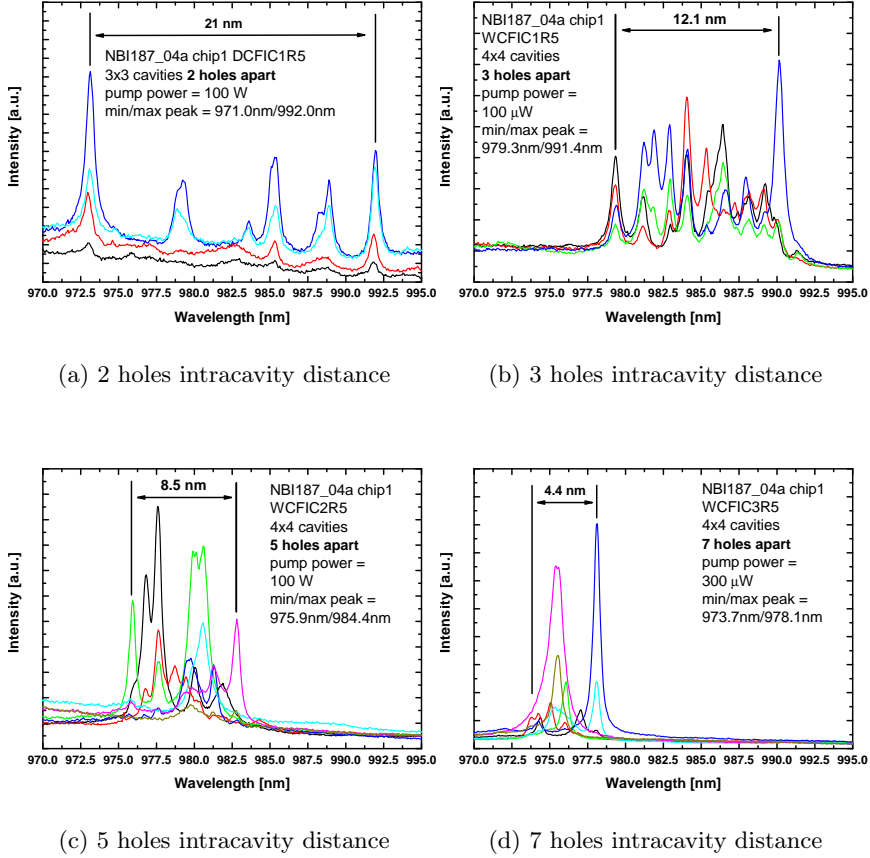 21 nm
NBI187_04a chip1 DCFIC1R5
3x3 cavities 2 holes apart
pump power = 100 W
min/max peak = 971.0nm/992.0nm
Intensity [a.u.]
970.0 972.5 975.0 977.5 980.0 982.5 985.0 987.5 990.0 992.5 995.0
Wavelength [nm]
(a) 2 holes intracavity distance
NBI187_04a chip1
WCFIC1R5
4x4 cavities
3 holes apart
pump power =
100 μW
min/max peak =
979.3nm/991.4nm
12.1 nm
Intensity [a.u.]
970.0 972.5 975.0 977.5 980.0 982.5 985.0 987.5 990.0 992.5 995.0
Wavelength [nm]
(b) 3 holes intracavity distance
8.5 nm
NBI187_04a chip1
WCFIC2R5
4x4 cavities
5 holes apart
pump power =
100 W
min/max peak =
975.9nm/984.4nm
Intensity [a.u.]
970.0 972.5 975.0 977.5 980.0 982.5 985.0 987.5 990.0 992.5 995.0
Wavelength [nm]
(c) 5 holes intracavity distance
4.4 nm
NBI187_04a chip1
WCFIC3R5
4x4 cavities
7 holes apart
pump power =
300 μW
min/max peak =
973.7nm/978.1nm
Intensity [a.u.]
970.0 972.5 975.0 977.5 980.0 982.5 985.0 987.5 990.0 992.5 995.0
Wavelength [nm]
(d) 7 holes intracavity distance